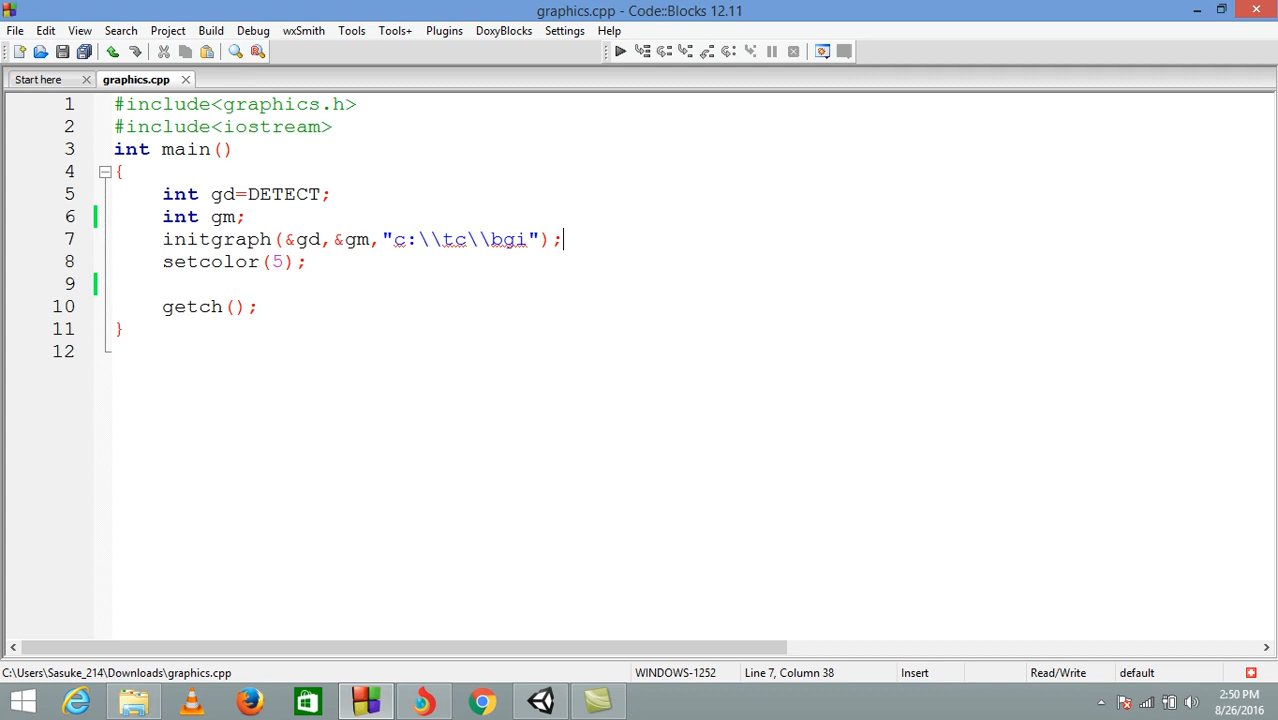 graphics.cpp - Code::Blocks 12.11
File Edit View Search Project Build Debug wxSmith Tools Tools+ Plugins DoxyBlocks Settings Help
Start here graphics.cpp
1 #include<graphics.h>
2 #include<iostream>
3 int main()
4 {
5 int gd=DETECT;
6 int gm;
7 initgraph(&gd,&gm,"c:\\tc\\bgi");
8 setcolor(5);
9
10 getch();
11 }
12
C:\Users\Sasuke_214\Downloads\graphics.cpp WINDOWS-1252 Line 7, Column 38 Insert Read/Write default
2:50 PM
8/26/2016